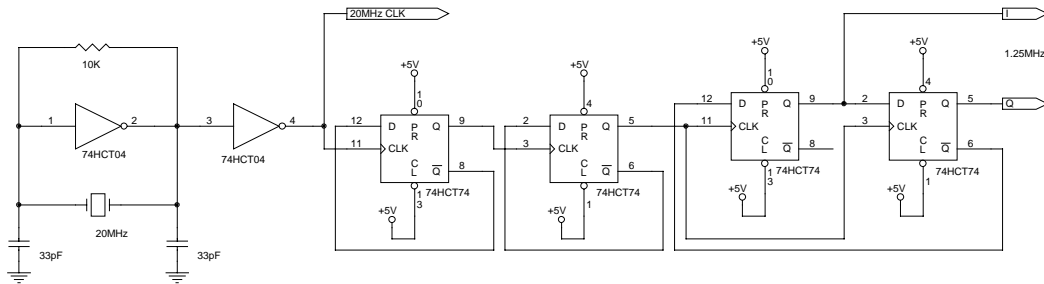 20MHz CLK
I
+5V
+5V
+5V
+5V
1.25MHz
10K
1
0
4
1
0
4
12
D
P
R
Q
9
2
D
P
R
Q
5
12
D
P
R
Q
9
2
D
P
R
Q
5
Q
1
2
3
4
11
CLK
3
CLK
11
CLK
3
CLK
74HCT04
74HCT04
C
L
Q
8
C
L
Q
6
C
L
Q
8
C
L
Q
6
74HCT74
74HCT74
74HCT74
74HCT74
1
3
1
1
3
1
+5V
+5V
+5V
+5V
20MHz
33pF
33pF